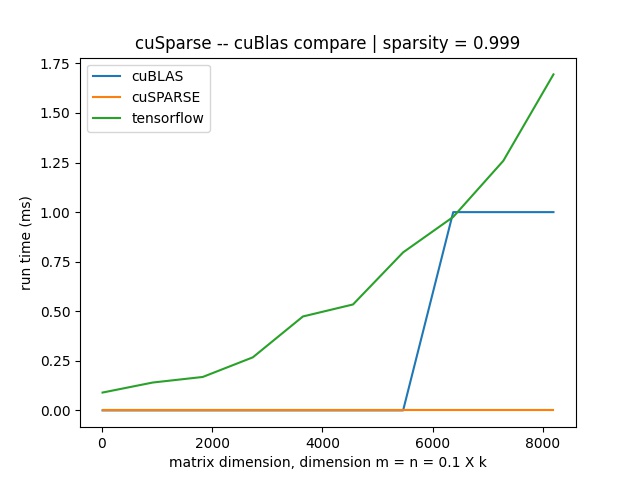 cuSparse -- cuBlas compare | sparsity = 0.999
cuBLAS
cuSPARSE
tensorflow
1.75
1.50
1.25
1.00
0.75
0.50
0.25
0.00
run time (ms)
0 2000 4000 6000 8000
matrix dimension, dimension m = n = 0.1 X k